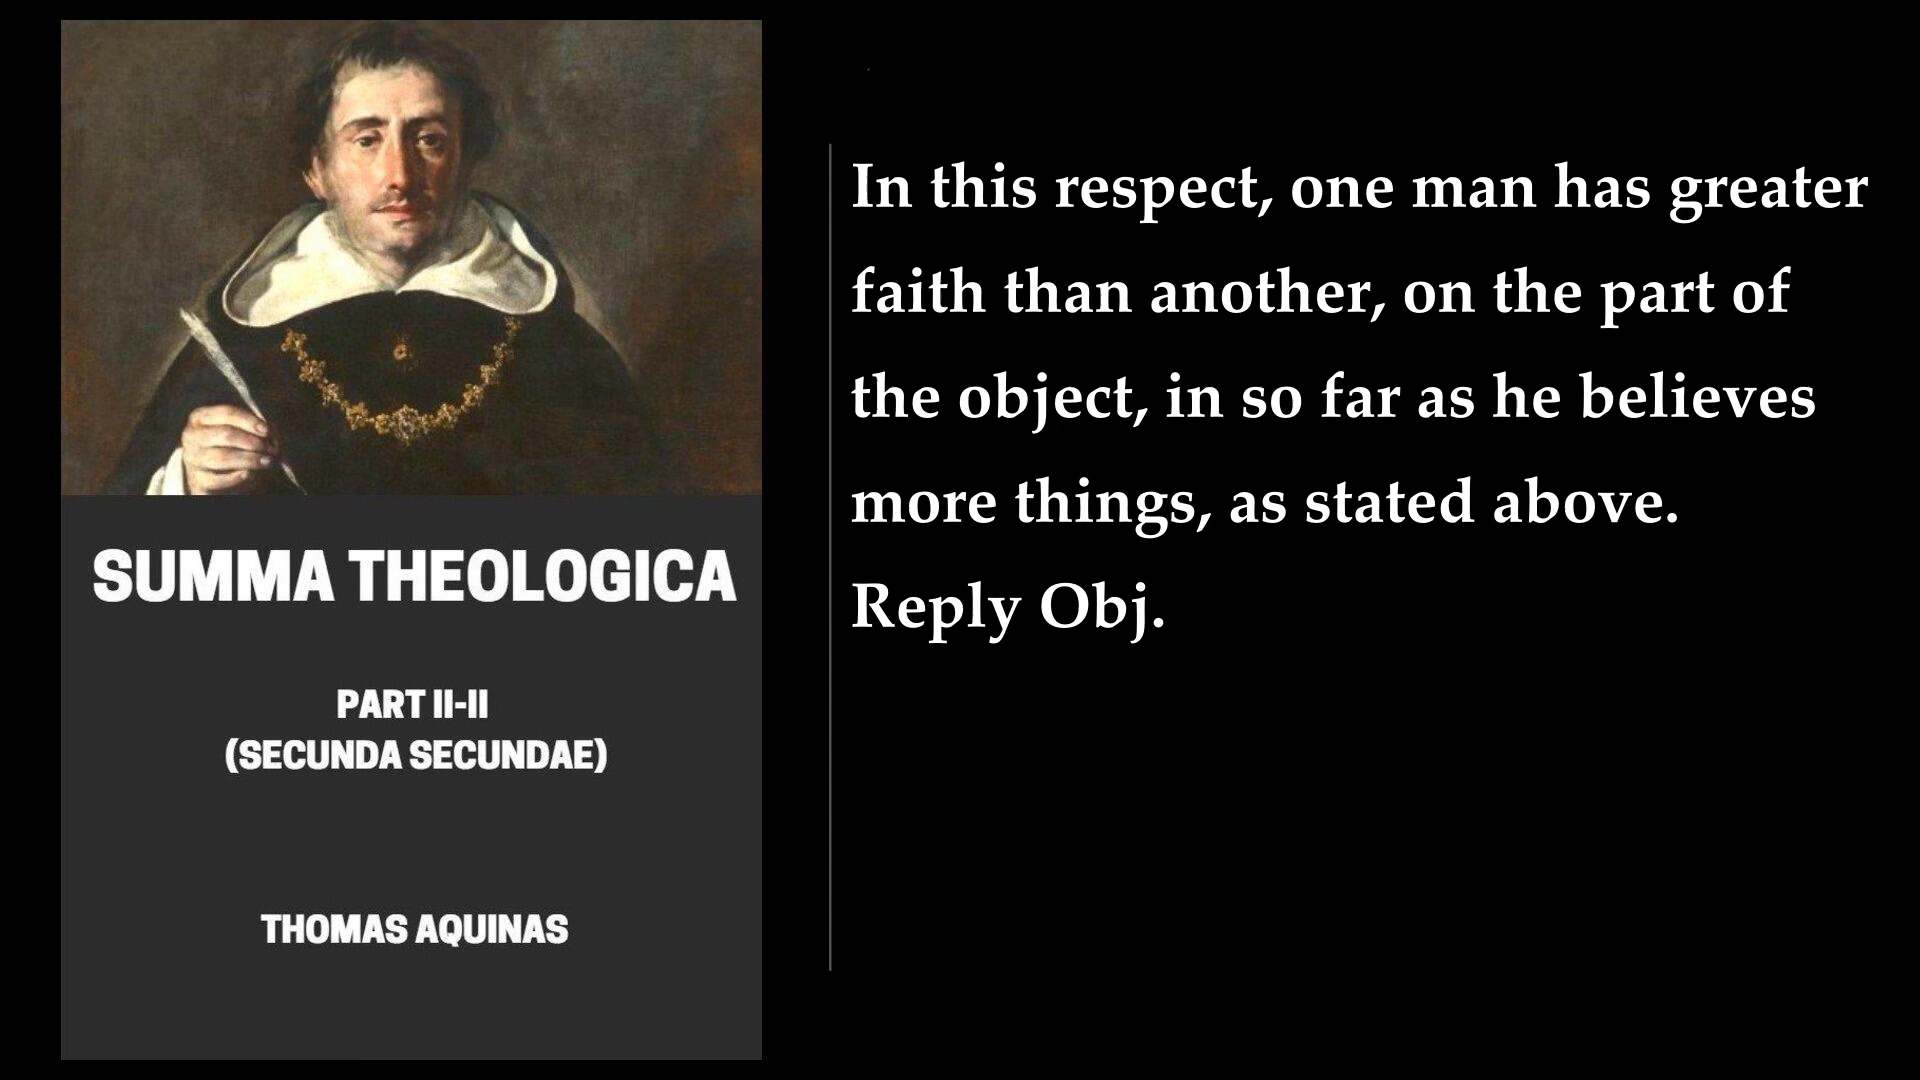 SUMMA THEOLOGICA
PART II-II
(SECUNDA SECUNDAE)
THOMAS AQUINAS
In this respect, one man has greater
faith than another, on the part of
the object, in so far as he believes
more things, as stated above.
Reply Obj.